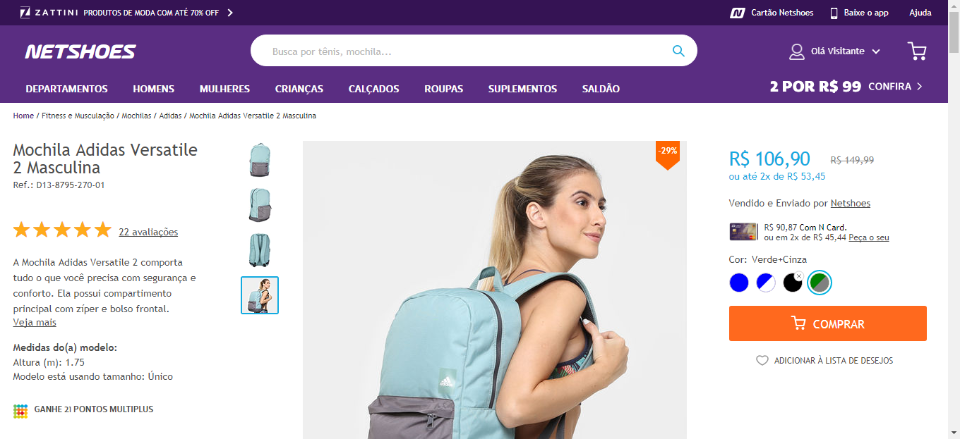 ZATTINI PRODUTOS DE MODA COM ATÉ 70% OFF
Cartão Netshoes Baixe o app Ajuda
NETSHOES
Busca por tênis, mochila...
Olá Visitante
DEPARTAMENTOS HOMENS MULHERES CRIANÇAS CALÇADOS ROUPAS SUPLEMENTOS SALDÃO
2 POR R$ 99 CONFIRA
Home / Fitness e Musculação / Mochilas / Adidas / Mochila Adidas Versatile 2 Masculina
Mochila Adidas Versatile
2 Masculina
Ref.: D13-8795-270-01
22 avaliações
A Mochila Adidas Versatile 2 comporta
tudo o que você precisa com segurança e
conforto. Ela possui compartimento
principal com zíper e bolso frontal.
Veja mais
Medidas do(a) modelo:
Altura (m): 1.75
Modelo está usando tamanho: Único
GANHE 21 PONTOS MULTIPLUS
-29%
adidas
R$ 106,90 R$ 149,99
ou até 2x de R$ 53,45
Vendido e Enviado por Netshoes
R$ 90,87 Com N Card.
ou em 2x de R$ 45,44 Peça o seu
Cor: Verde+Cinza
COMPRAR
ADICIONAR À LISTA DE DESEJOS